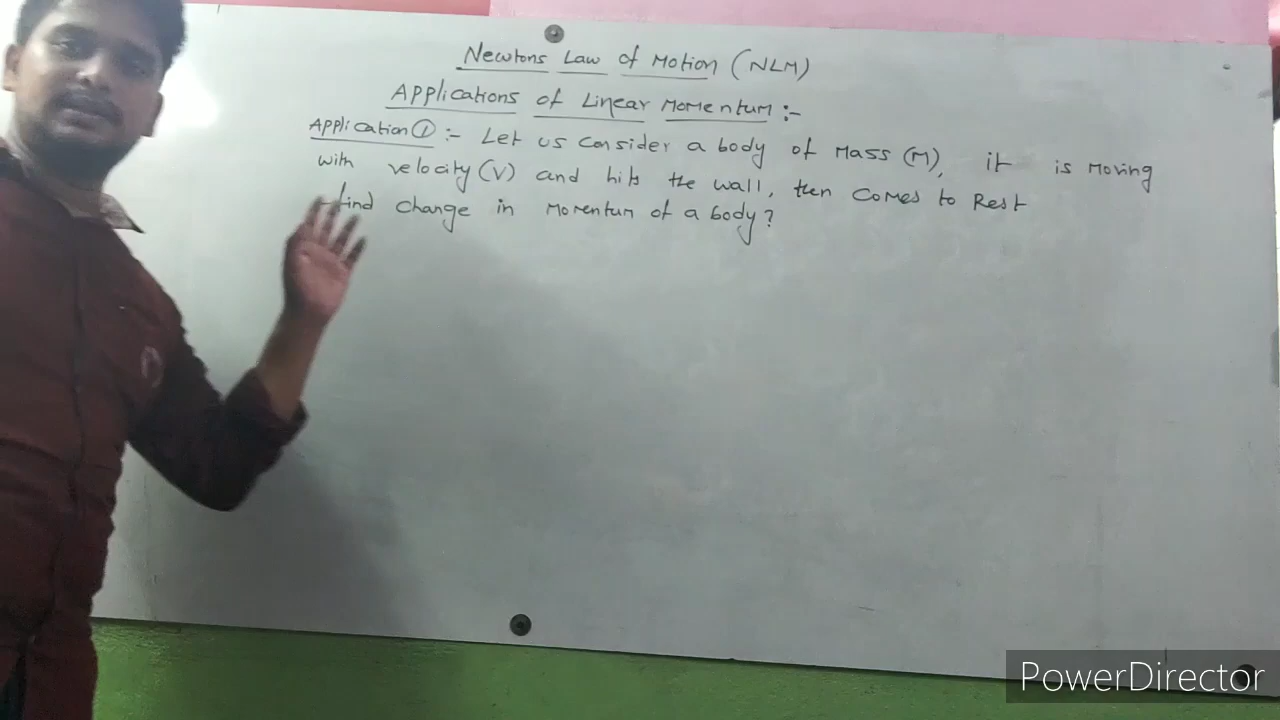 Newtons Law of Motion (NLM)
Applications of Linear Momentum :-
Application ① :- Let us consider a body of Mass (M), it is moving
with velocity (V) and hits the wall, then comes to Rest
find change in Momentum of a body?
PowerDirector